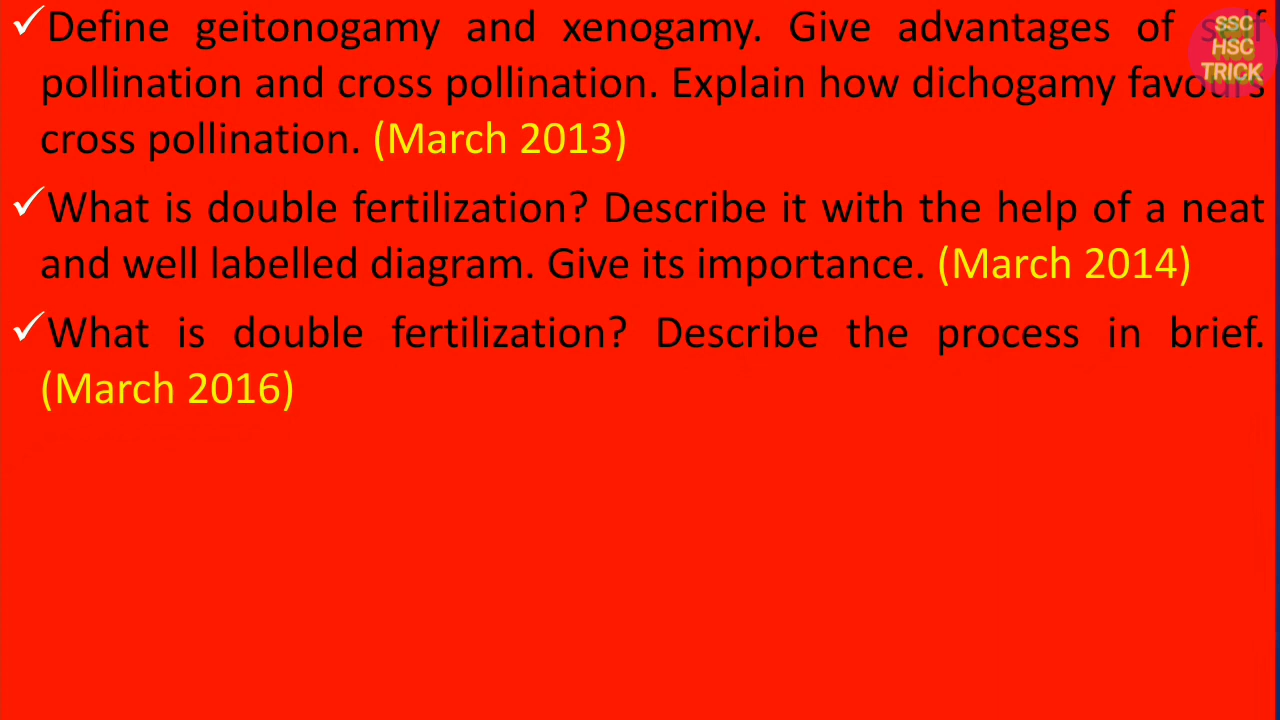 ✓Define geitonogamy and xenogamy. Give advantages of self
pollination and cross pollination. Explain how dichogamy favours
cross pollination. (March 2013)
✓What is double fertilization? Describe it with the help of a neat
and well labelled diagram. Give its importance. (March 2014)
✓What is double fertilization? Describe the process in brief.
(March 2016)
SSC
HSC
TRICK